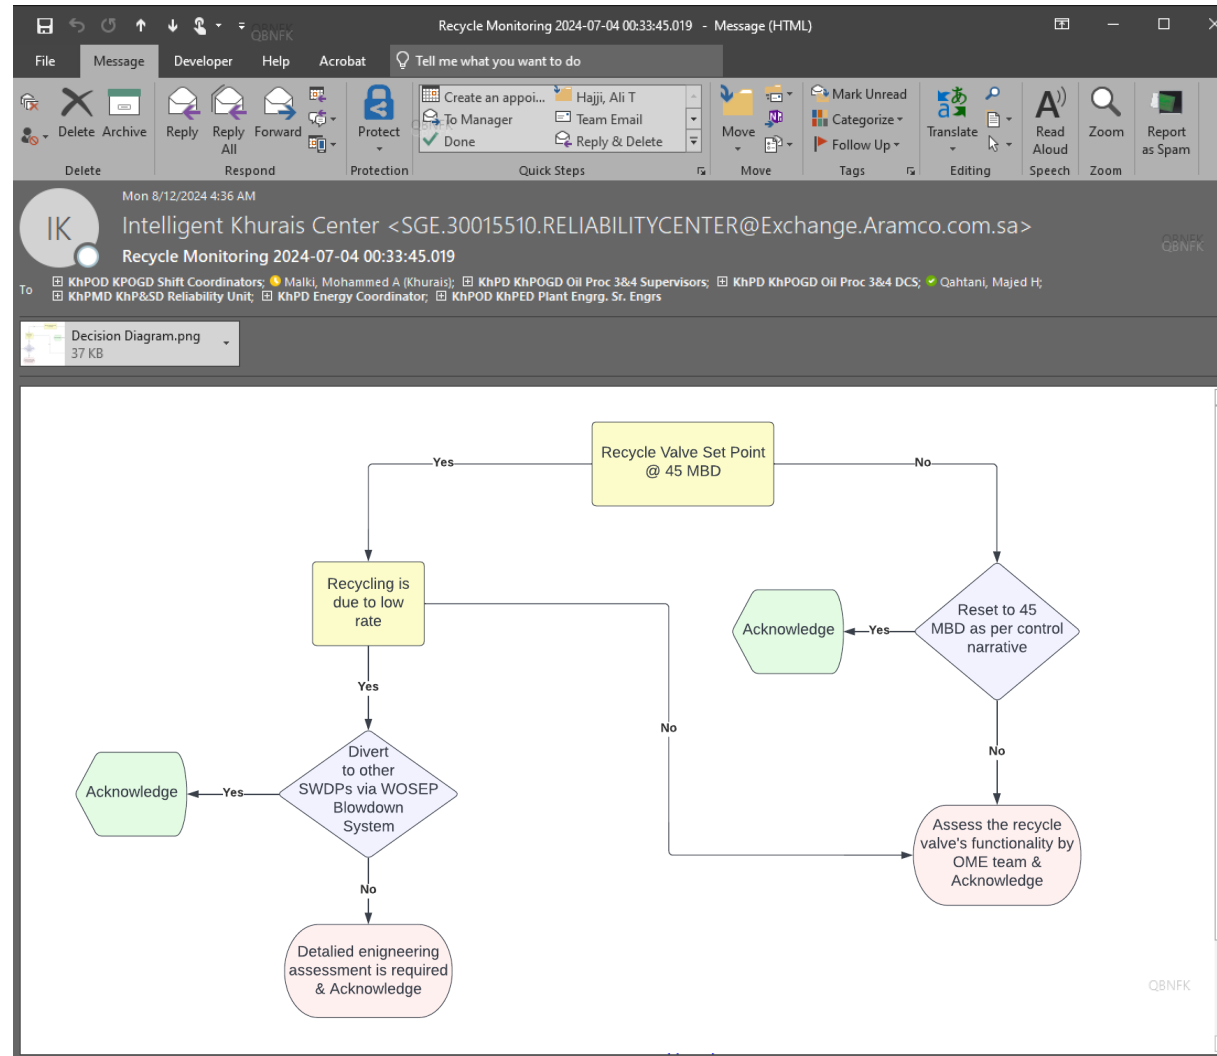 Recycle Monitoring 2024-07-04 00:33:45.019 - Message (HTML)
QBNFK
File Message Developer Help Acrobat Tell me what you want to do
Delete Archive
Delete
Reply Reply All Forward
Respond
Protect
Protection
QBNFK
Create an appoi... Hajji, Ali T
To Manager Team Email
Done Reply & Delete
Quick Steps
Move
Move
Mark Unread
Categorize
Follow Up
Tags
Translate
Editing
Read Aloud
Speech
Zoom
Zoom
Report as Spam
Mon 8/12/2024 4:36 AM
IK
Intelligent Khurais Center <SGE.30015510.RELIABILITYCENTER@Exchange.Aramco.com.sa>
QBNFK
Recycle Monitoring 2024-07-04 00:33:45.019
To
KhPOD KPOGD Shift Coordinators; Malki, Mohammed A (Khurais); KhPD KhPOGD Oil Proc 3&4 Supervisors; KhPD KhPOGD Oil Proc 3&4 DCS; Qahtani, Majed H;
KhPMD KhP&SD Reliability Unit; KhPD Energy Coordinator; KhPOD KhPED Plant Engrg. Sr. Engrs
Decision Diagram.png
37 KB
Recycle Valve Set Point
@ 45 MBD
Yes
No
Recycling is
due to low
rate
Acknowledge
Yes
Reset to 45
MBD as per control
narrative
Yes
No
No
Divert
to other
SWDPs via WOSEP
Blowdown
System
Acknowledge
Yes
Assess the recycle
valve's functionality by
OME team &
Acknowledge
No
Detalied enigneering
assessment is required
& Acknowledge
QBNFK